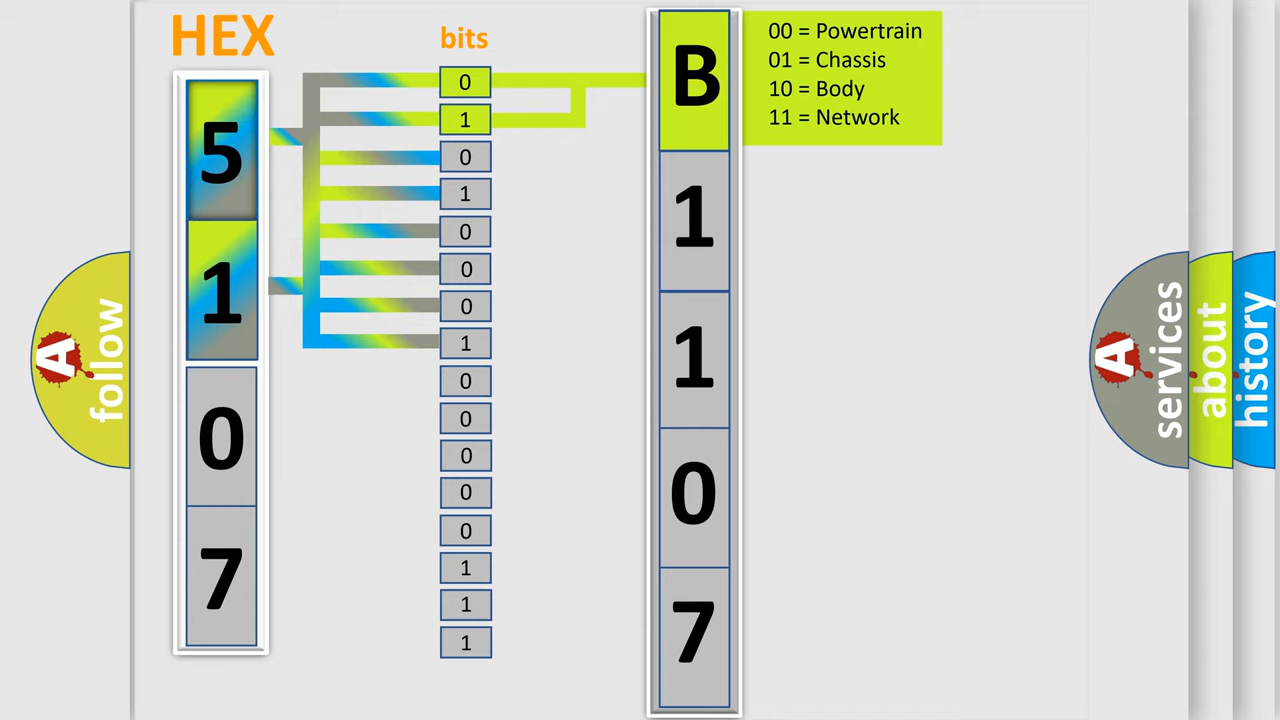 HEX
bits
5
1
0
7
0
1
0
1
0
0
0
1
0
0
0
0
0
1
1
1
B
1
1
0
7
00 = Powertrain
01 = Chassis
10 = Body
11 = Network
A
follow
A
services
about
history